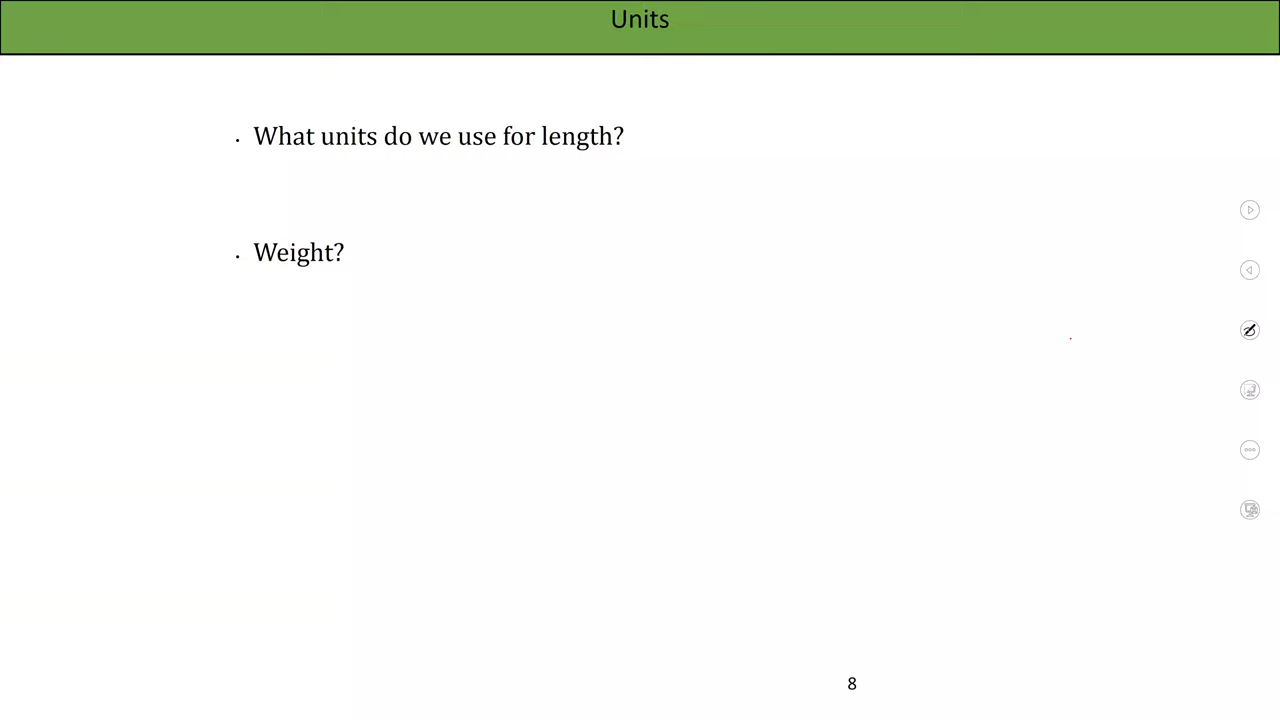 Units
• What units do we use for length?
• Weight?
8